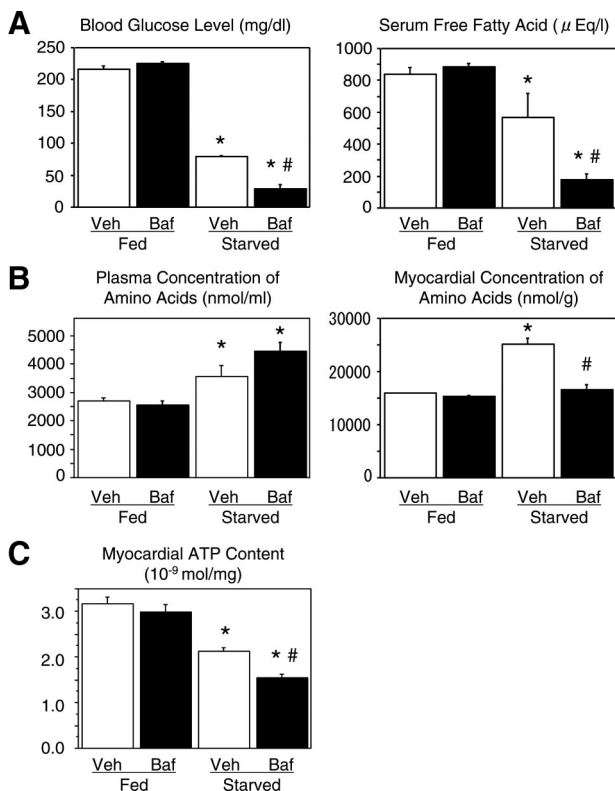 A
Blood Glucose Level (mg/dl)
250
200
150
100
50
0
*
* #
Veh Baf Veh Baf
Fed Starved
Serum Free Fatty Acid ( μ Eq/l)
1000
800
600
400
200
0
*
* #
Veh Baf Veh Baf
Fed Starved
B
Plasma Concentration of
Amino Acids (nmol/ml)
5000
4000
3000
2000
1000
0
*
*
Veh Baf Veh Baf
Fed Starved
Myocardial Concentration of
Amino Acids (nmol/g)
30000
20000
10000
0
*
#
Veh Baf Veh Baf
Fed Starved
C
Myocardial ATP Content
(10⁻⁹ mol/mg)
3.0
2.0
1.0
0.0
*
* #
Veh Baf Veh Baf
Fed Starved